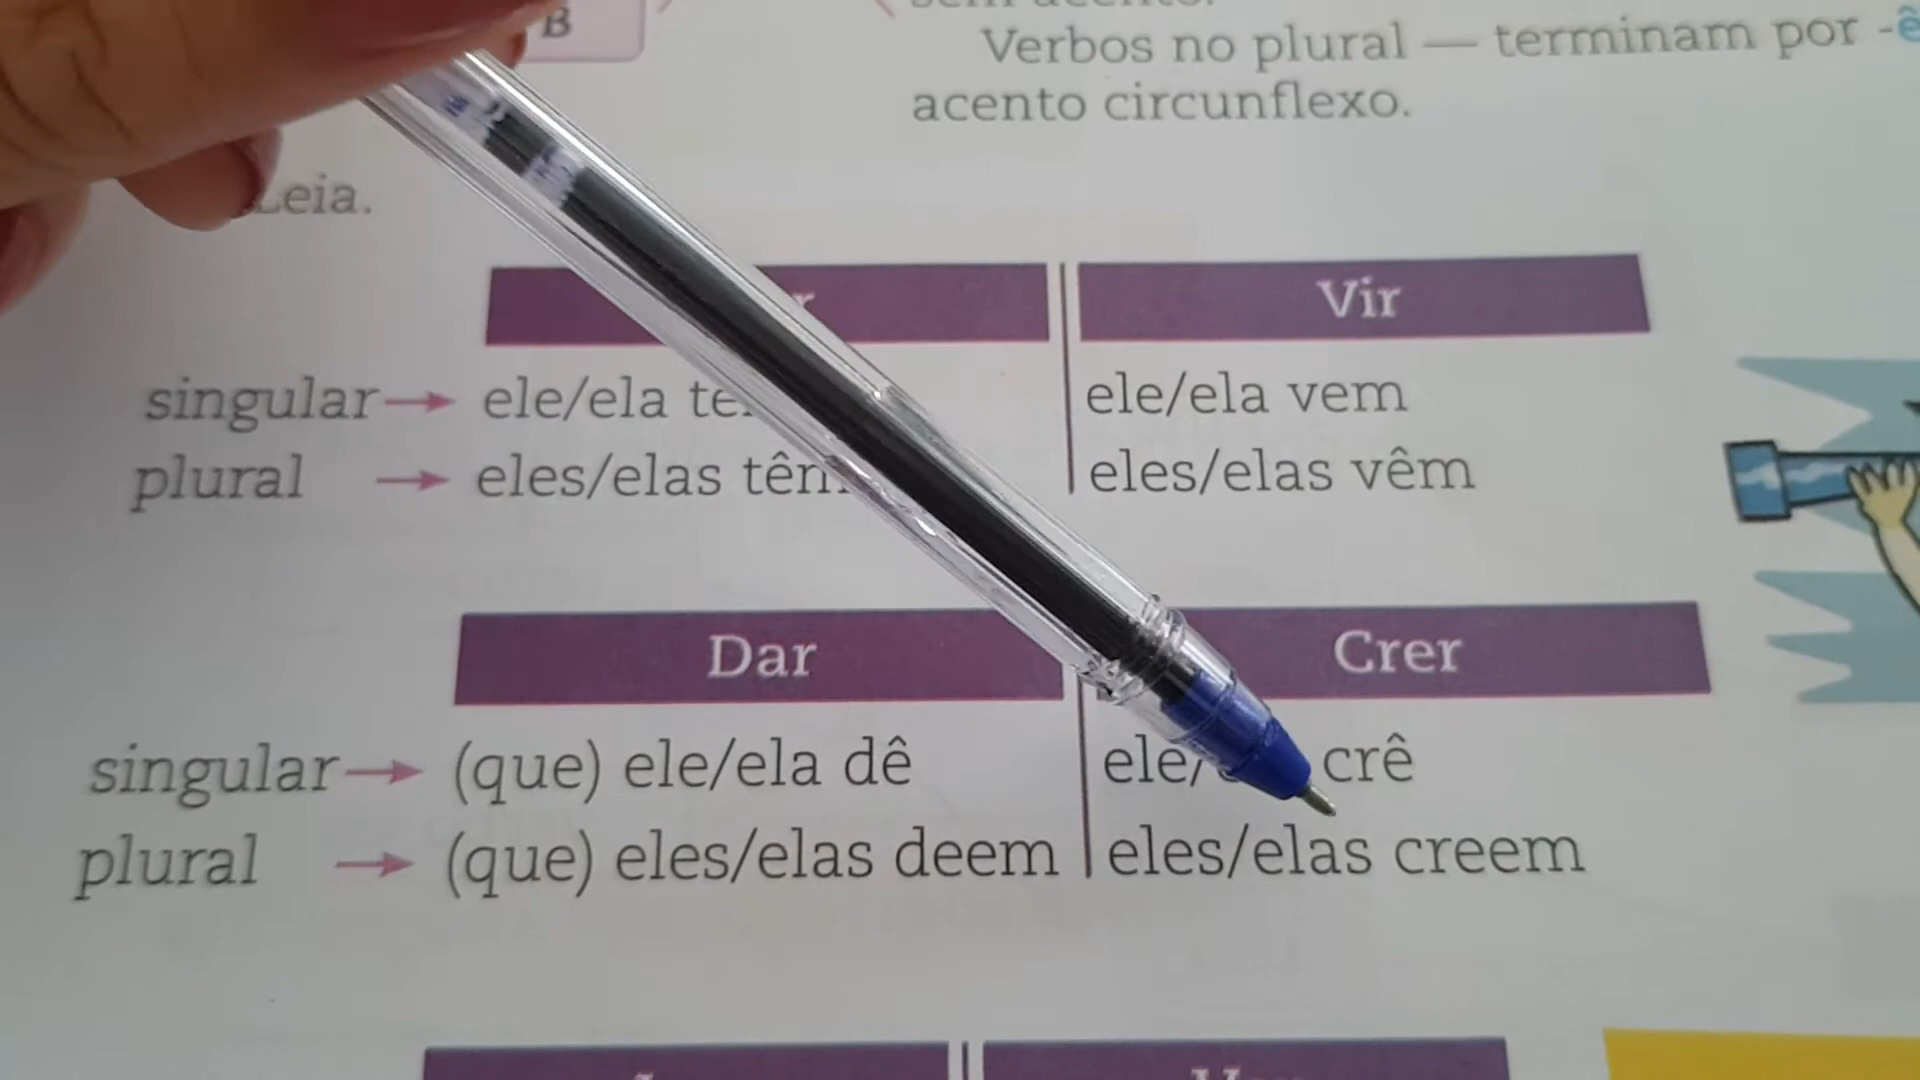 B
Verbos no plural — terminam por -ê
acento circunflexo.
Leia.
Vir
singular → ele/ela ele/ela vem
plural → eles/elas têm eles/elas vêm
Dar Crer
singular → (que) ele/ela dê crê
plural → (que) eles/elas deem eles/elas creem